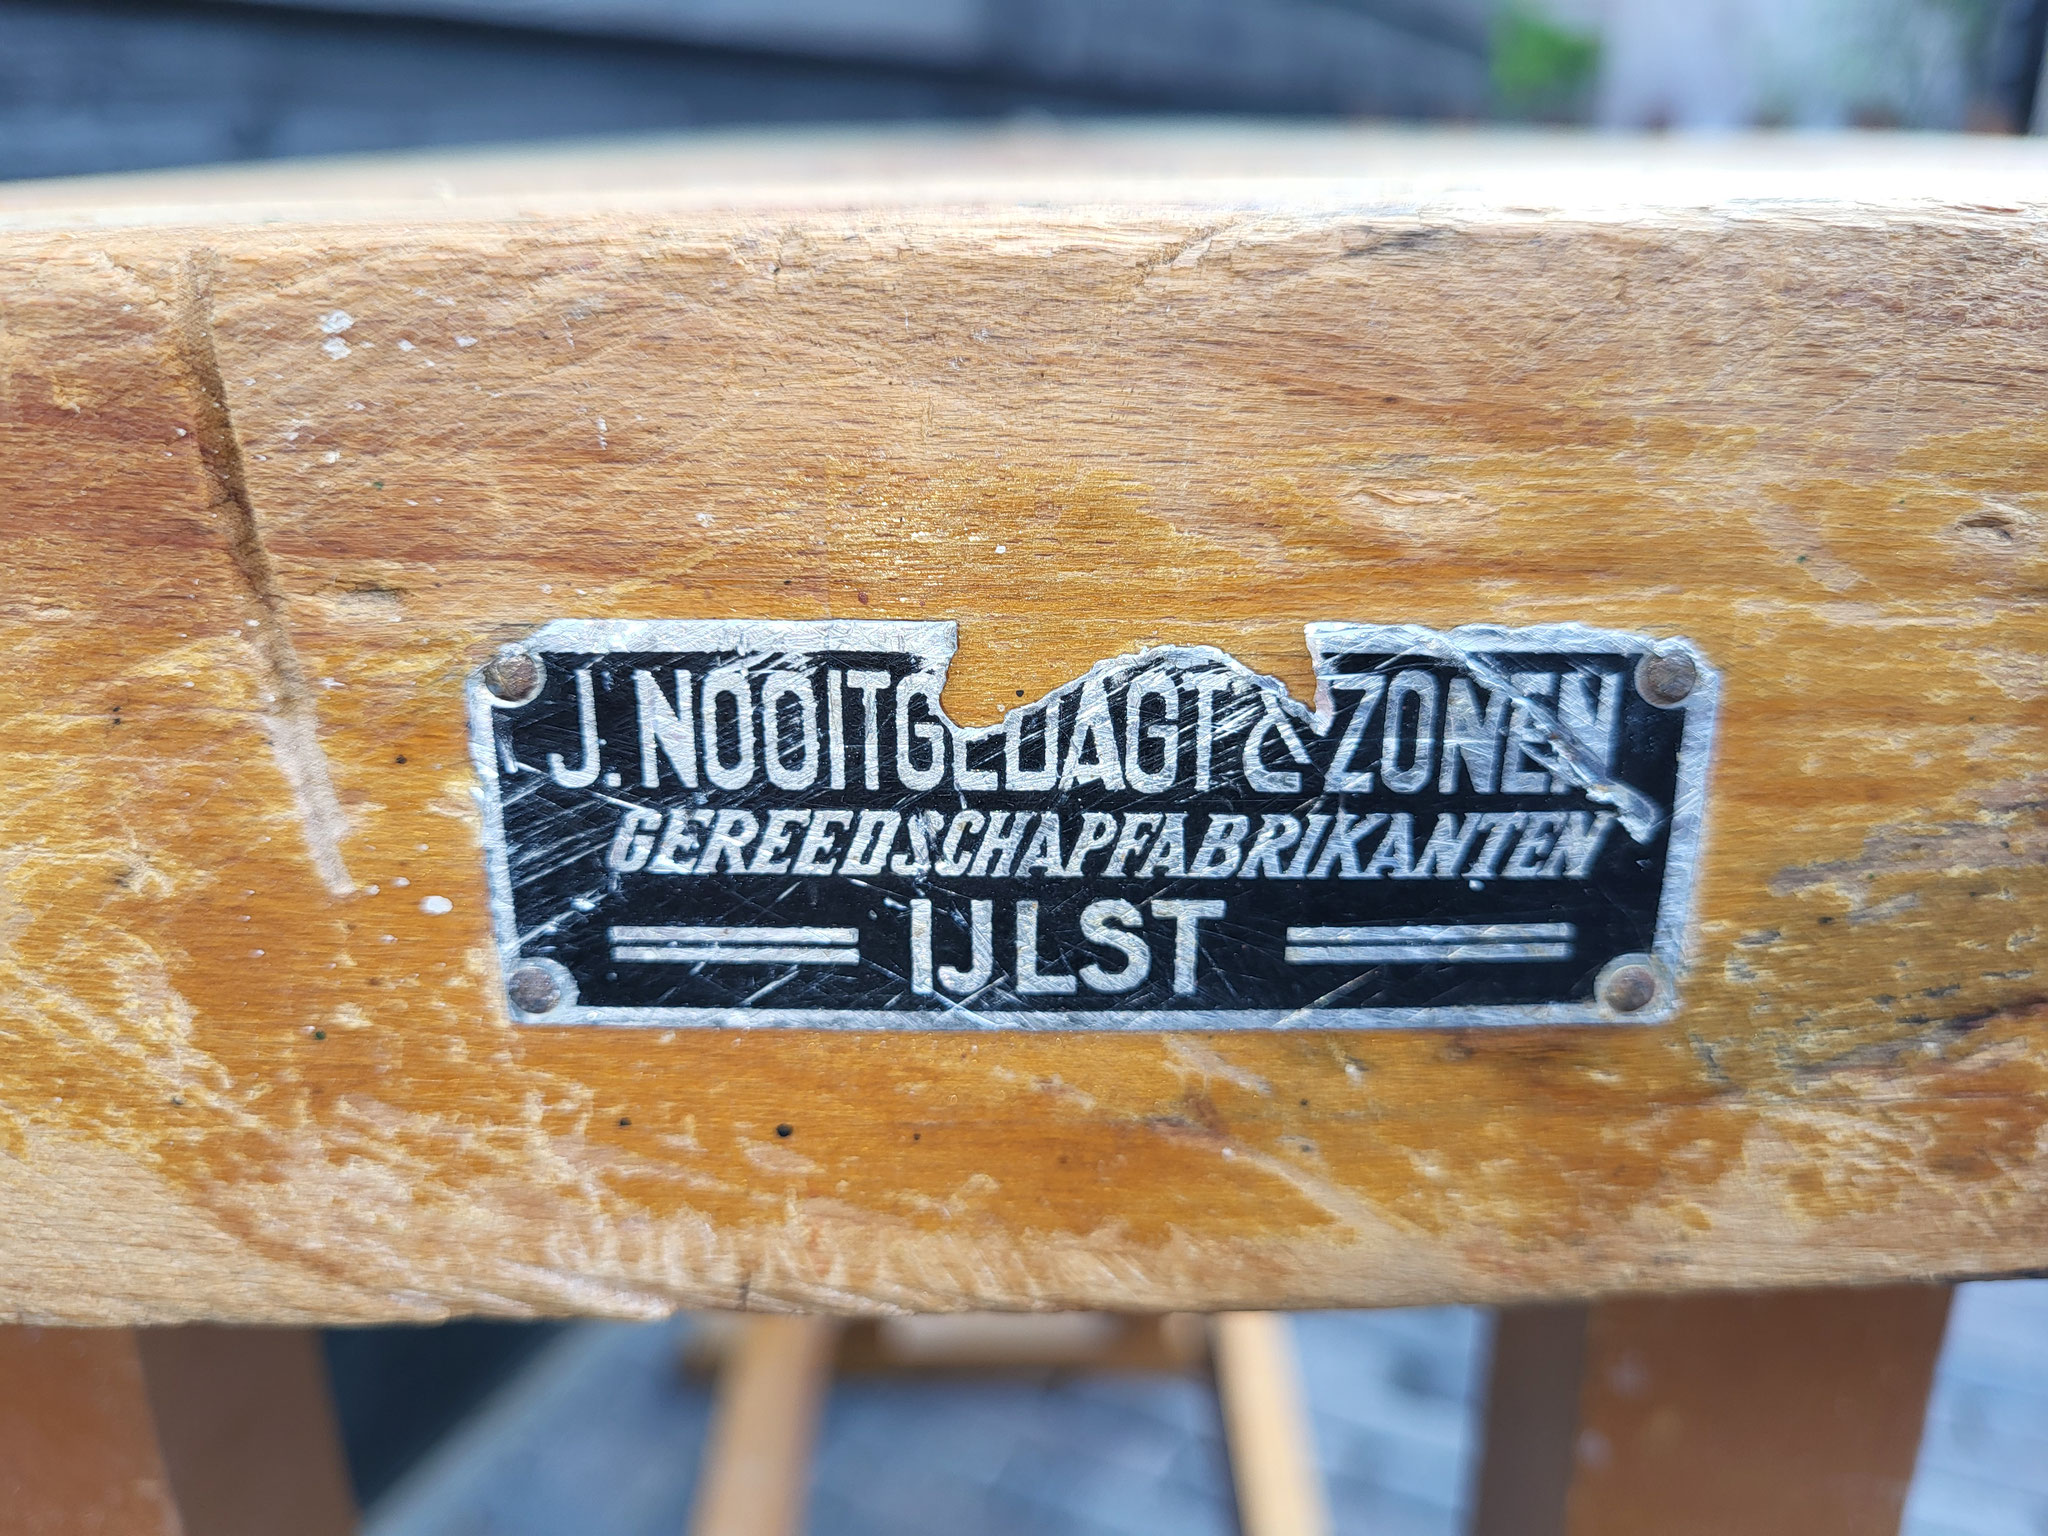 J. NOOITGEDAGT & ZONEN
GEREEDSCHAPFABRIKANTEN
IJLST